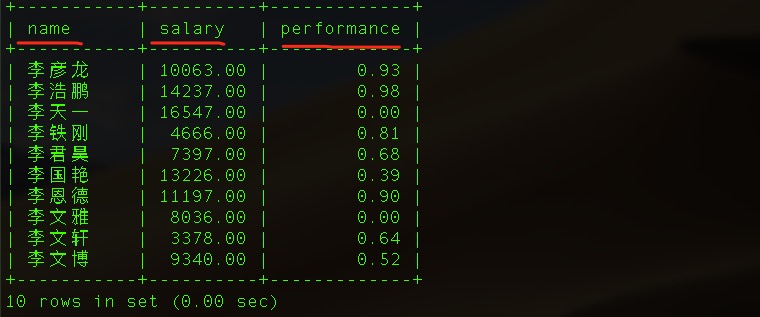 +-----------+----------+-------------+
| name | salary | performance |
+-----------+----------+-------------+
| 李彦龙 | 10063.00 | 0.93 |
| 李浩鹏 | 14237.00 | 0.98 |
| 李天一 | 16547.00 | 0.00 |
| 李铁刚 | 4666.00 | 0.81 |
| 李君昊 | 7397.00 | 0.68 |
| 李国艳 | 13226.00 | 0.39 |
| 李恩德 | 11197.00 | 0.90 |
| 李文雅 | 8036.00 | 0.00 |
| 李文轩 | 3378.00 | 0.64 |
| 李文博 | 9340.00 | 0.52 |
+-----------+----------+-------------+
10 rows in set (0.00 sec)